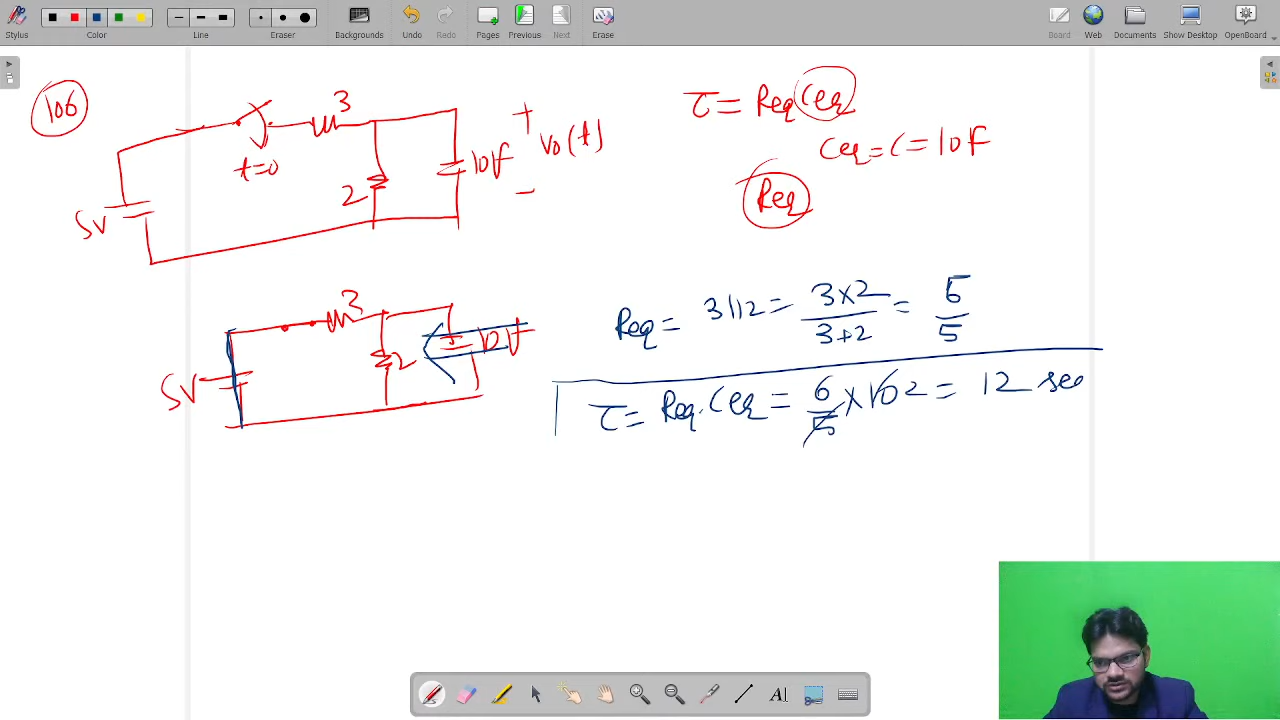 Stylus Color Line Eraser Backgrounds Undo Redo Pages Previous Next Erase Board Web Documents Show Desktop OpenBoard
106
3
t=0
2
10F
+
Vo(t)
-
5V
τ = Req Ceq
Ceq = C = 10F
Req
3
2
10F
5V
Req = 3112 = 3×2/3+2 = 6/5
τ = Req. Ceq = 6/5 × 10 2 = 12 sec